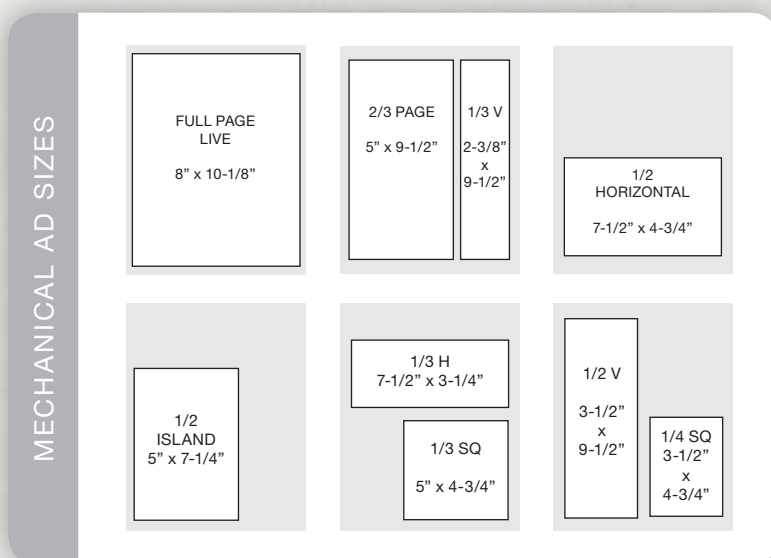 MECHANICAL AD SIZES
FULL PAGE
LIVE
8” x 10-1/8”
2/3 PAGE
5” x 9-1/2”
1/3 V
2-3/8”
x
9-1/2”
1/2
HORIZONTAL
7-1/2” x 4-3/4”
1/2
ISLAND
5” x 7-1/4”
1/3 H
7-1/2” x 3-1/4”
1/3 SQ
5” x 4-3/4”
1/2 V
3-1/2”
x
9-1/2”
1/4 SQ
3-1/2”
x
4-3/4”